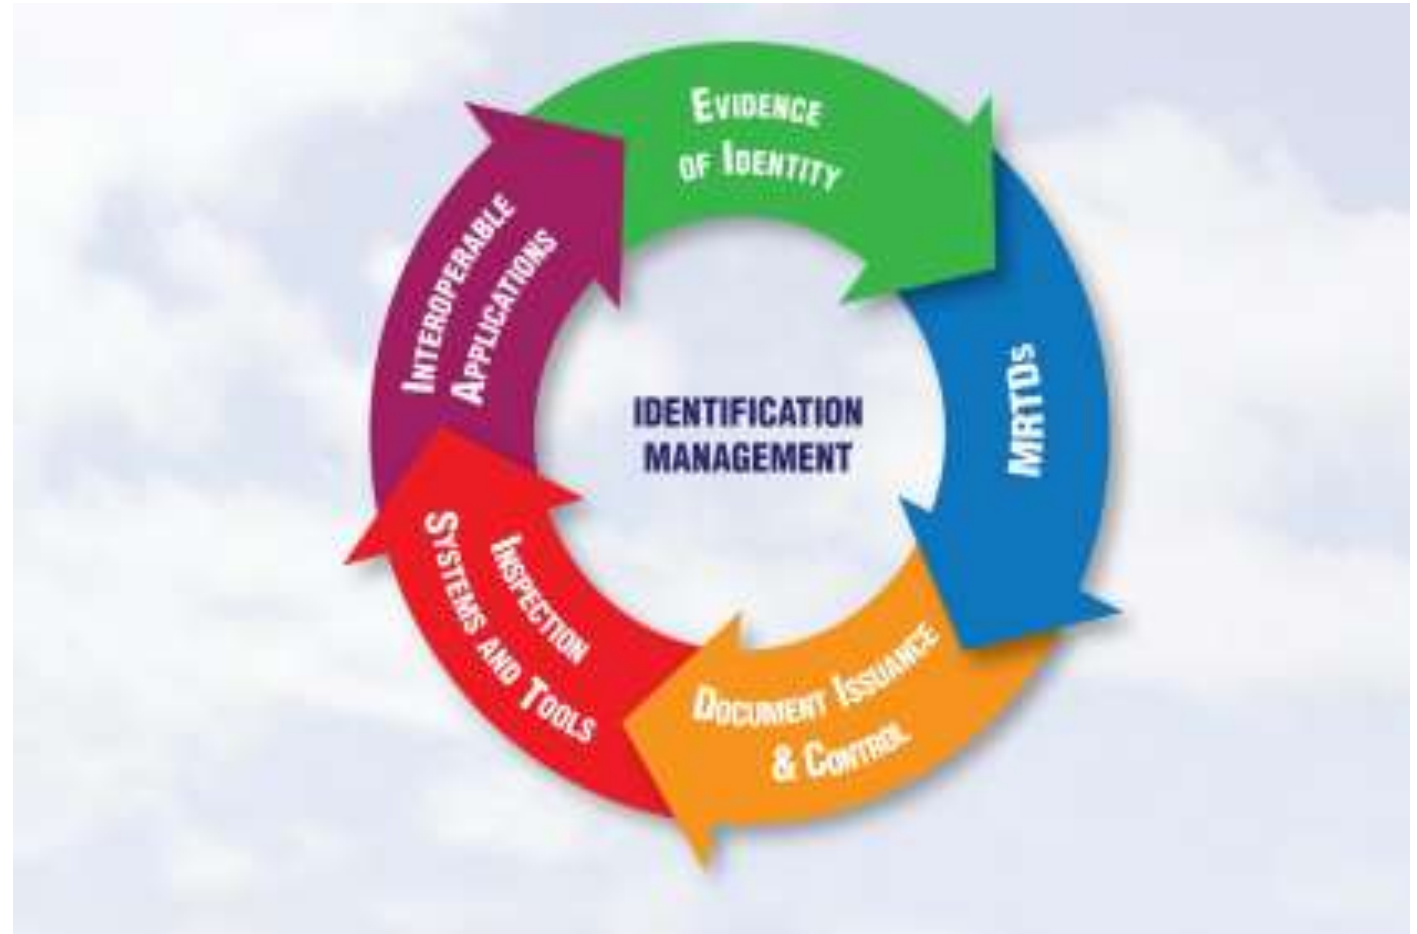 Evidence
of Identity
MRTDs
Document Issuance
& Control
Inspection
Systems and Tools
Interoperable
Applications
IDENTIFICATION
MANAGEMENT